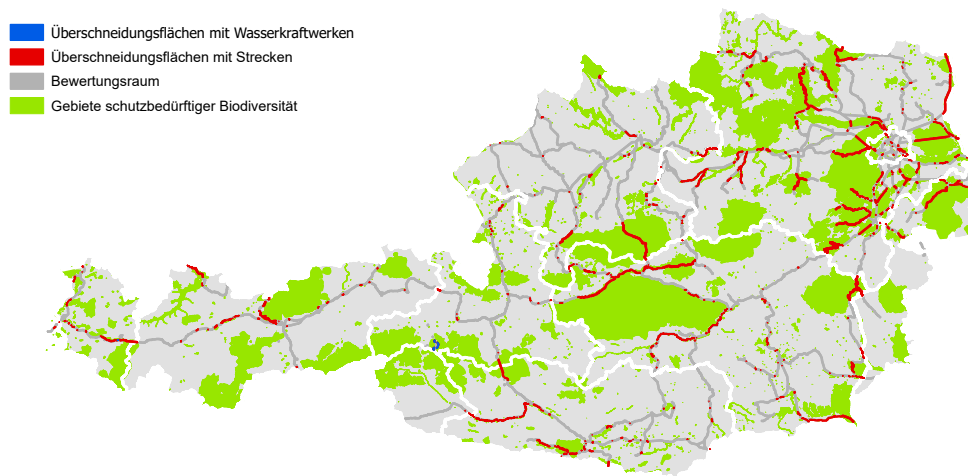 Überschneidungsflächen mit Wasserkraftwerken
Überschneidungsflächen mit Strecken
Bewertungsraum
Gebiete schutzbedürftiger Biodiversität